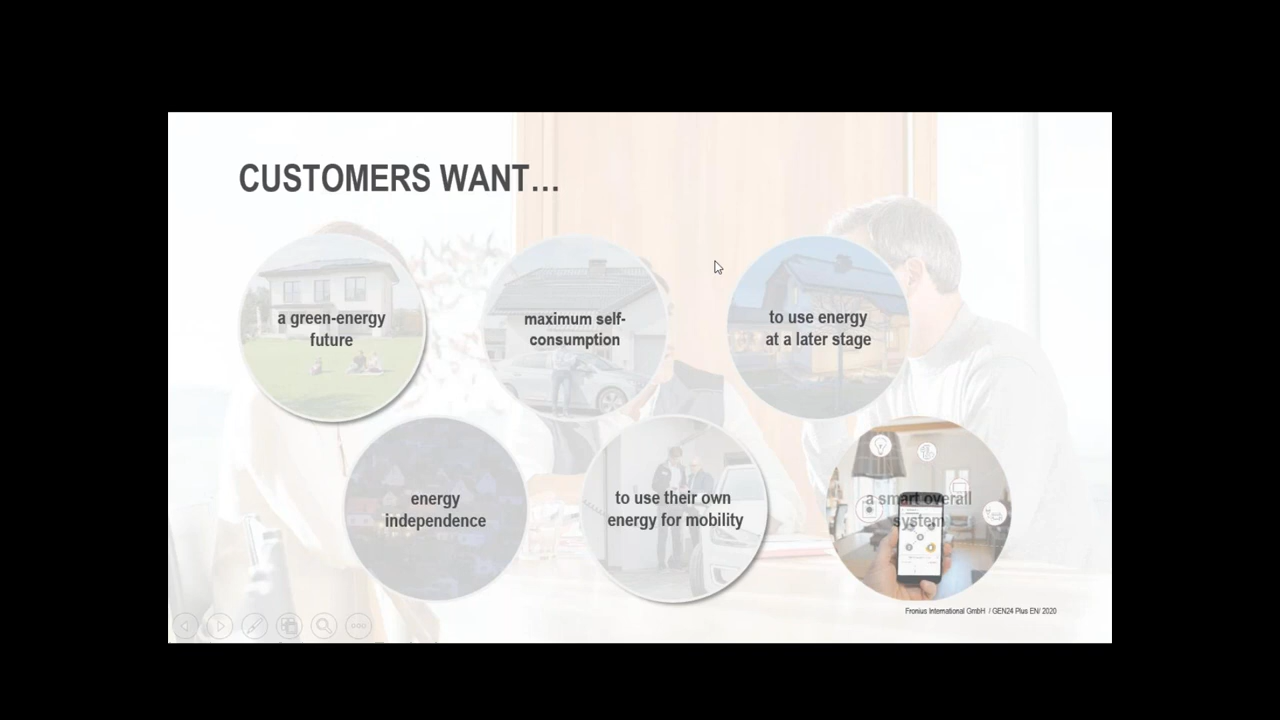 CUSTOMERS WANT…
a green-energy
future
maximum self-
consumption
to use energy
at a later stage
energy
independence
to use their own
energy for mobility
a smart overall
system
Fronius International GmbH / GEN24 Plus EN/ 2020